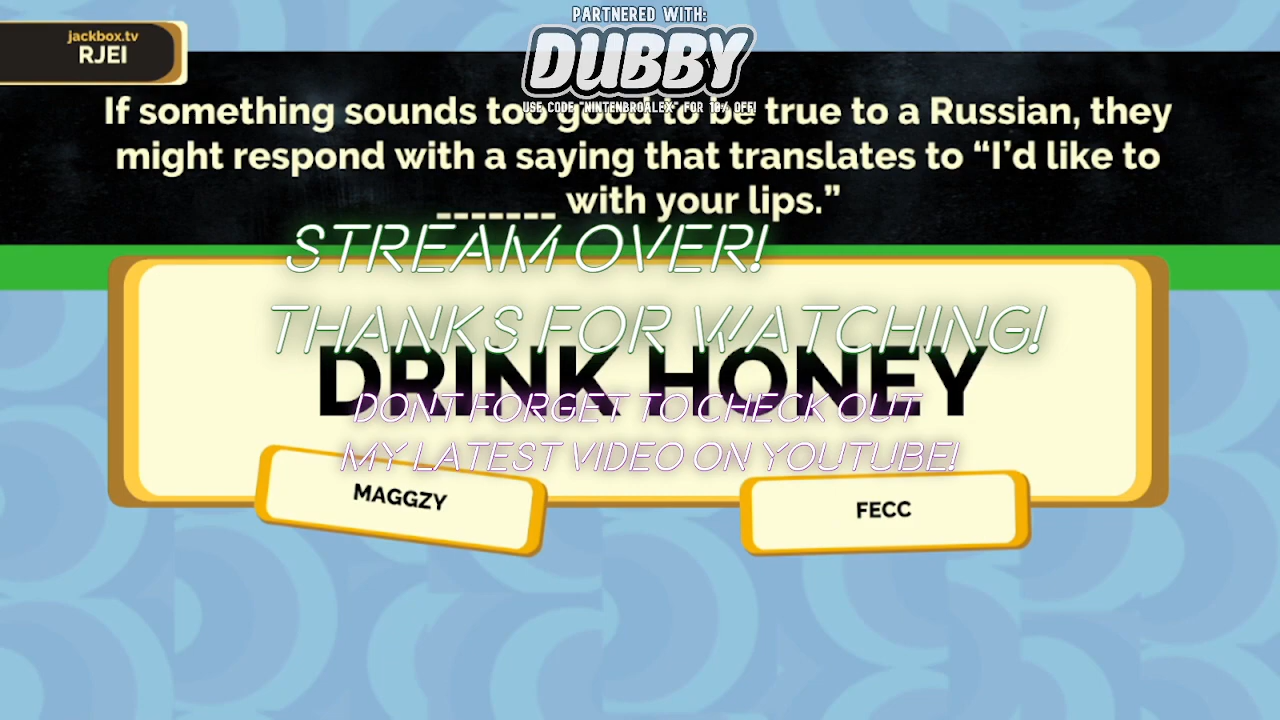 jackbox.tv
RJEI
PARTNERED WITH:
DUBBY
USE CODE "NINTENBROALEX" FOR 10% OFF!
If something sounds too good to be true to a Russian, they
might respond with a saying that translates to “I’d like to
_______ with your lips.”
STREAM OVER!
THANKS FOR WATCHING!
DRINK HONEY
DONT FORGET TO CHECK OUT
MY LATEST VIDEO ON YOUTUBE!
MAGGZY
FECC